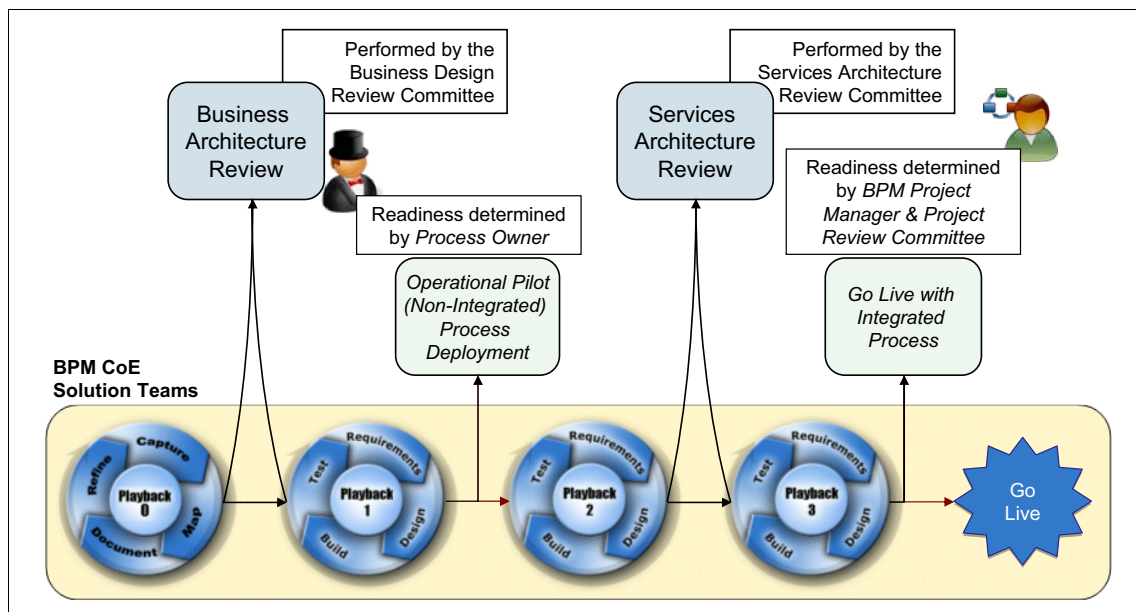 Performed by the
Business Design
Review Committee
Business
Architecture
Review
Readiness determined
by Process Owner
Operational Pilot
(Non-Integrated)
Process
Deployment
Performed by the
Services Architecture
Review Committee
Services
Architecture
Review
Readiness determined
by BPM Project
Manager & Project
Review Committee
Go Live with
Integrated
Process
BPM CoE
Solution Teams
Capture
Map
Document
Refine
Playback
0
Requirements
Design
Build
Test
Playback
1
Requirements
Design
Build
Test
Playback
2
Requirements
Design
Build
Test
Playback
3
Go
Live